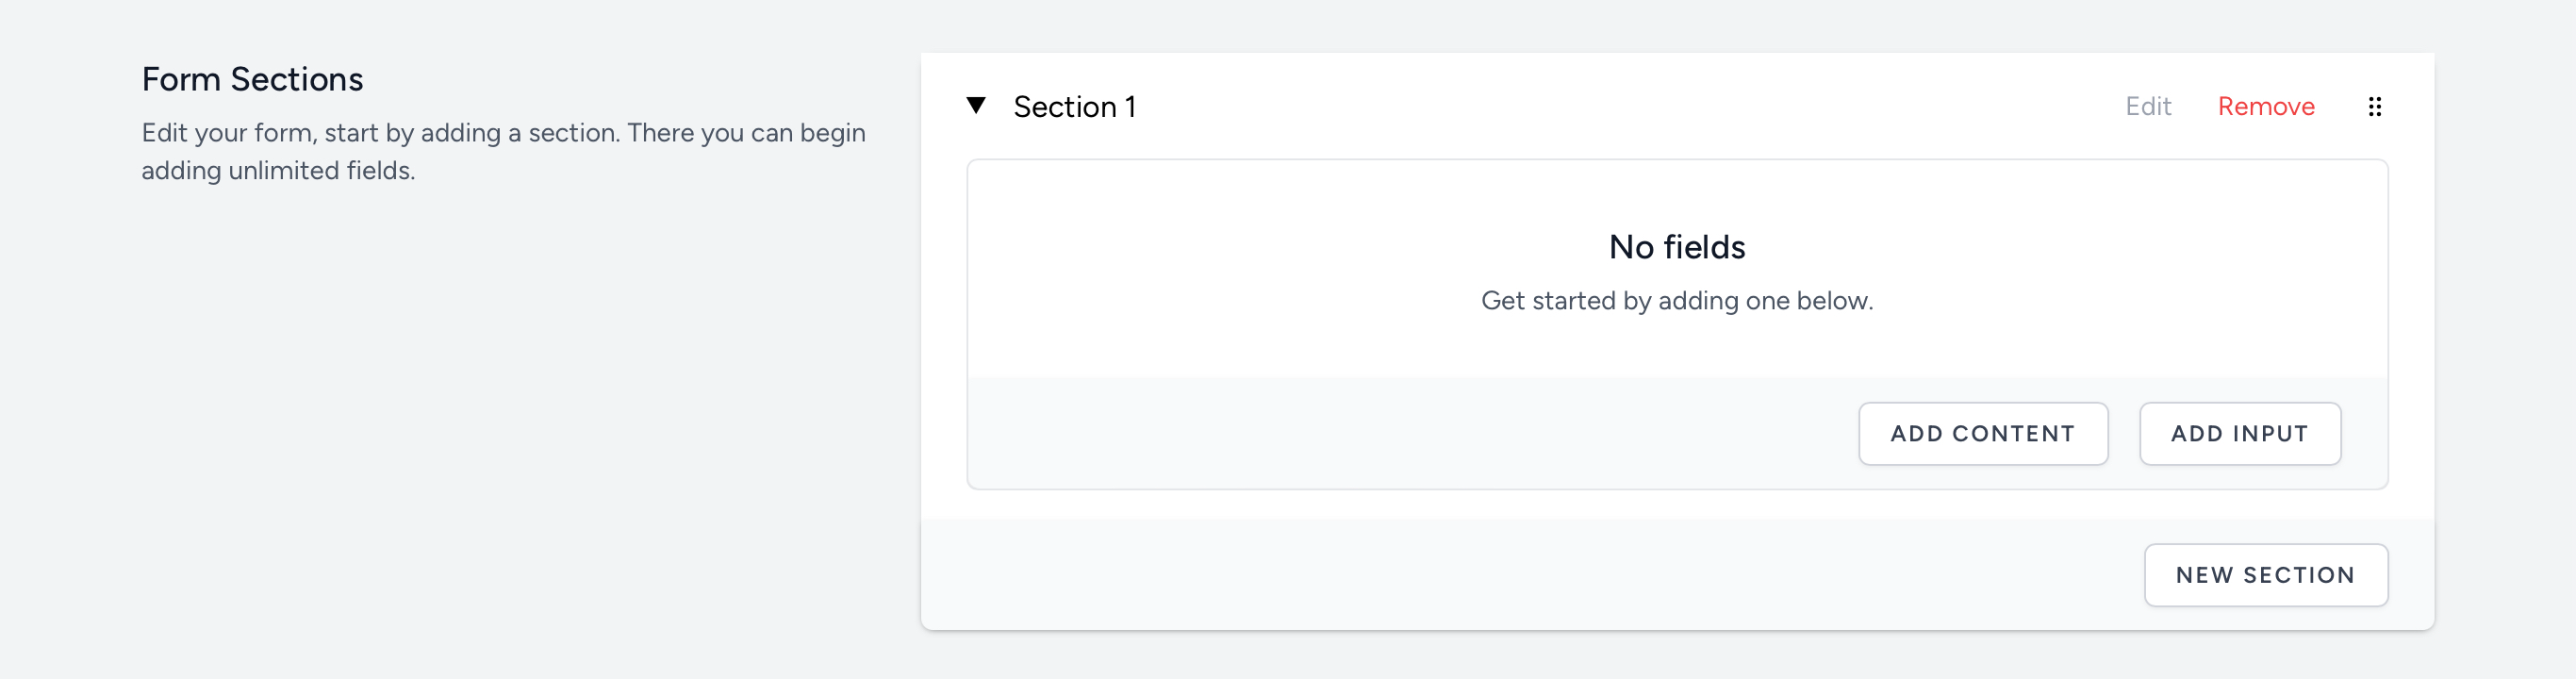 Form Sections
Edit your form, start by adding a section. There you can begin
adding unlimited fields.
Section 1
Edit
Remove
No fields
Get started by adding one below.
ADD CONTENT
ADD INPUT
NEW SECTION